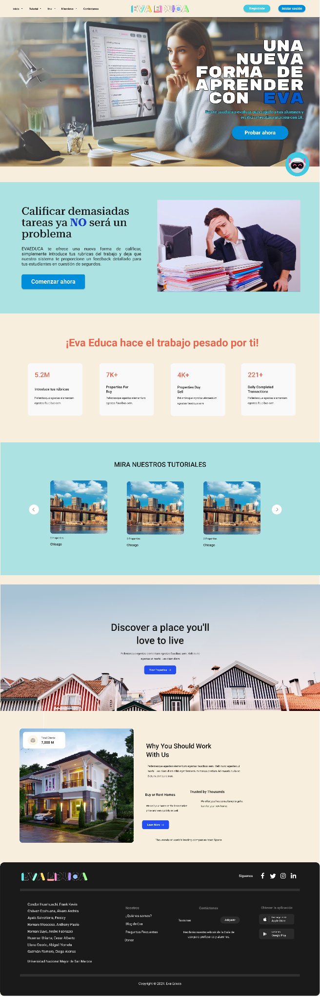 Inicio
Tutorial
Eva
Miembros
Contáctanos
EVA EDUCA
Regístrate
Iniciar sesión
UNA
NUEVA
FORMA DE
APRENDER
CON EVA
Eva te ayudará a evaluar más rápido a tus alumnos y
recibir retroalimentación con IA.
Probar ahora
Calificar demasiadas
tareas ya NO será un
problema
EVAEDUCA te ofrece una nueva forma de calificar,
simplemente introduce tus rubricas del trabajo y deja que
nuestro sistema te proporcione un feedback detallado para
tus estudiantes en cuestión de segundos.
Comenzar ahora
¡Eva Educa hace el trabajo pesado por ti!
5.2M
Introduce tus rúbricas
Pellentesque egestas elementum
egestas faucibus sem.
7K+
Properties For
Buy
Pellentesque egestas elementum
egestas faucibus sem.
4K+
Properties Buy
Sell
Pellentesque egestas elementum
egestas faucibus sem.
221+
Daily Completed
Transactions
Pellentesque egestas elementum
egestas faucibus sem.
MIRA NUESTROS TUTORIALES
2 Properties
Chicago
2 Properties
Chicago
2 Properties
Chicago
Discover a place you'll
love to live
Pellentesque egestas elementum egestas faucibus sem. Velit nunc
egestas ut morbi. Leo diam diam
View Properties
Total Clients
7,000 M
Why You Should Work
With Us
Pellentesque egestas elementum egestas faucibus sem. Velit nunc egestas ut
morbi. Leo diam diam nibh eget fermentum massa pretium. Mi mauris nulla ac
dictum ut mauris non.
Buy or Rent Homes
We sell your home at the best market
price and very quickly as well.
Trusted by Thousands
We offer you free consultancy to get a
loan for your new home.
Learn More
Thousands of world's leading companies trust Space
EVA EDUCA
Síguenos
Condor Huarhuachi, Frank Kevin
Chávez Ccahuana, Álvaro Andrés
Ayala Salvatierra, Freddy
Romani Moscoso, Anthony Paolo
Roman Suyo, Andre Fabrizzio
Huaman Uriarte, Cesar Alberto
Llana Osorio, Abigail Yomela
Guzmán Romero, Diego Alonso
Universidad Nacional Mayor de San Marcos
Nosotros
¿Quiénes somos?
Blog de Eva
Preguntas Frecuentes
Donar
Contáctanos
Tu correo
Adquirir
Recibirás nuestro e-book de la Guía de
uso para profesores y alumnos.
Obtener la aplicación
Descargar en la
Apple Store
Entrar en
Google Play
Copyright © 2024. Eva Educa